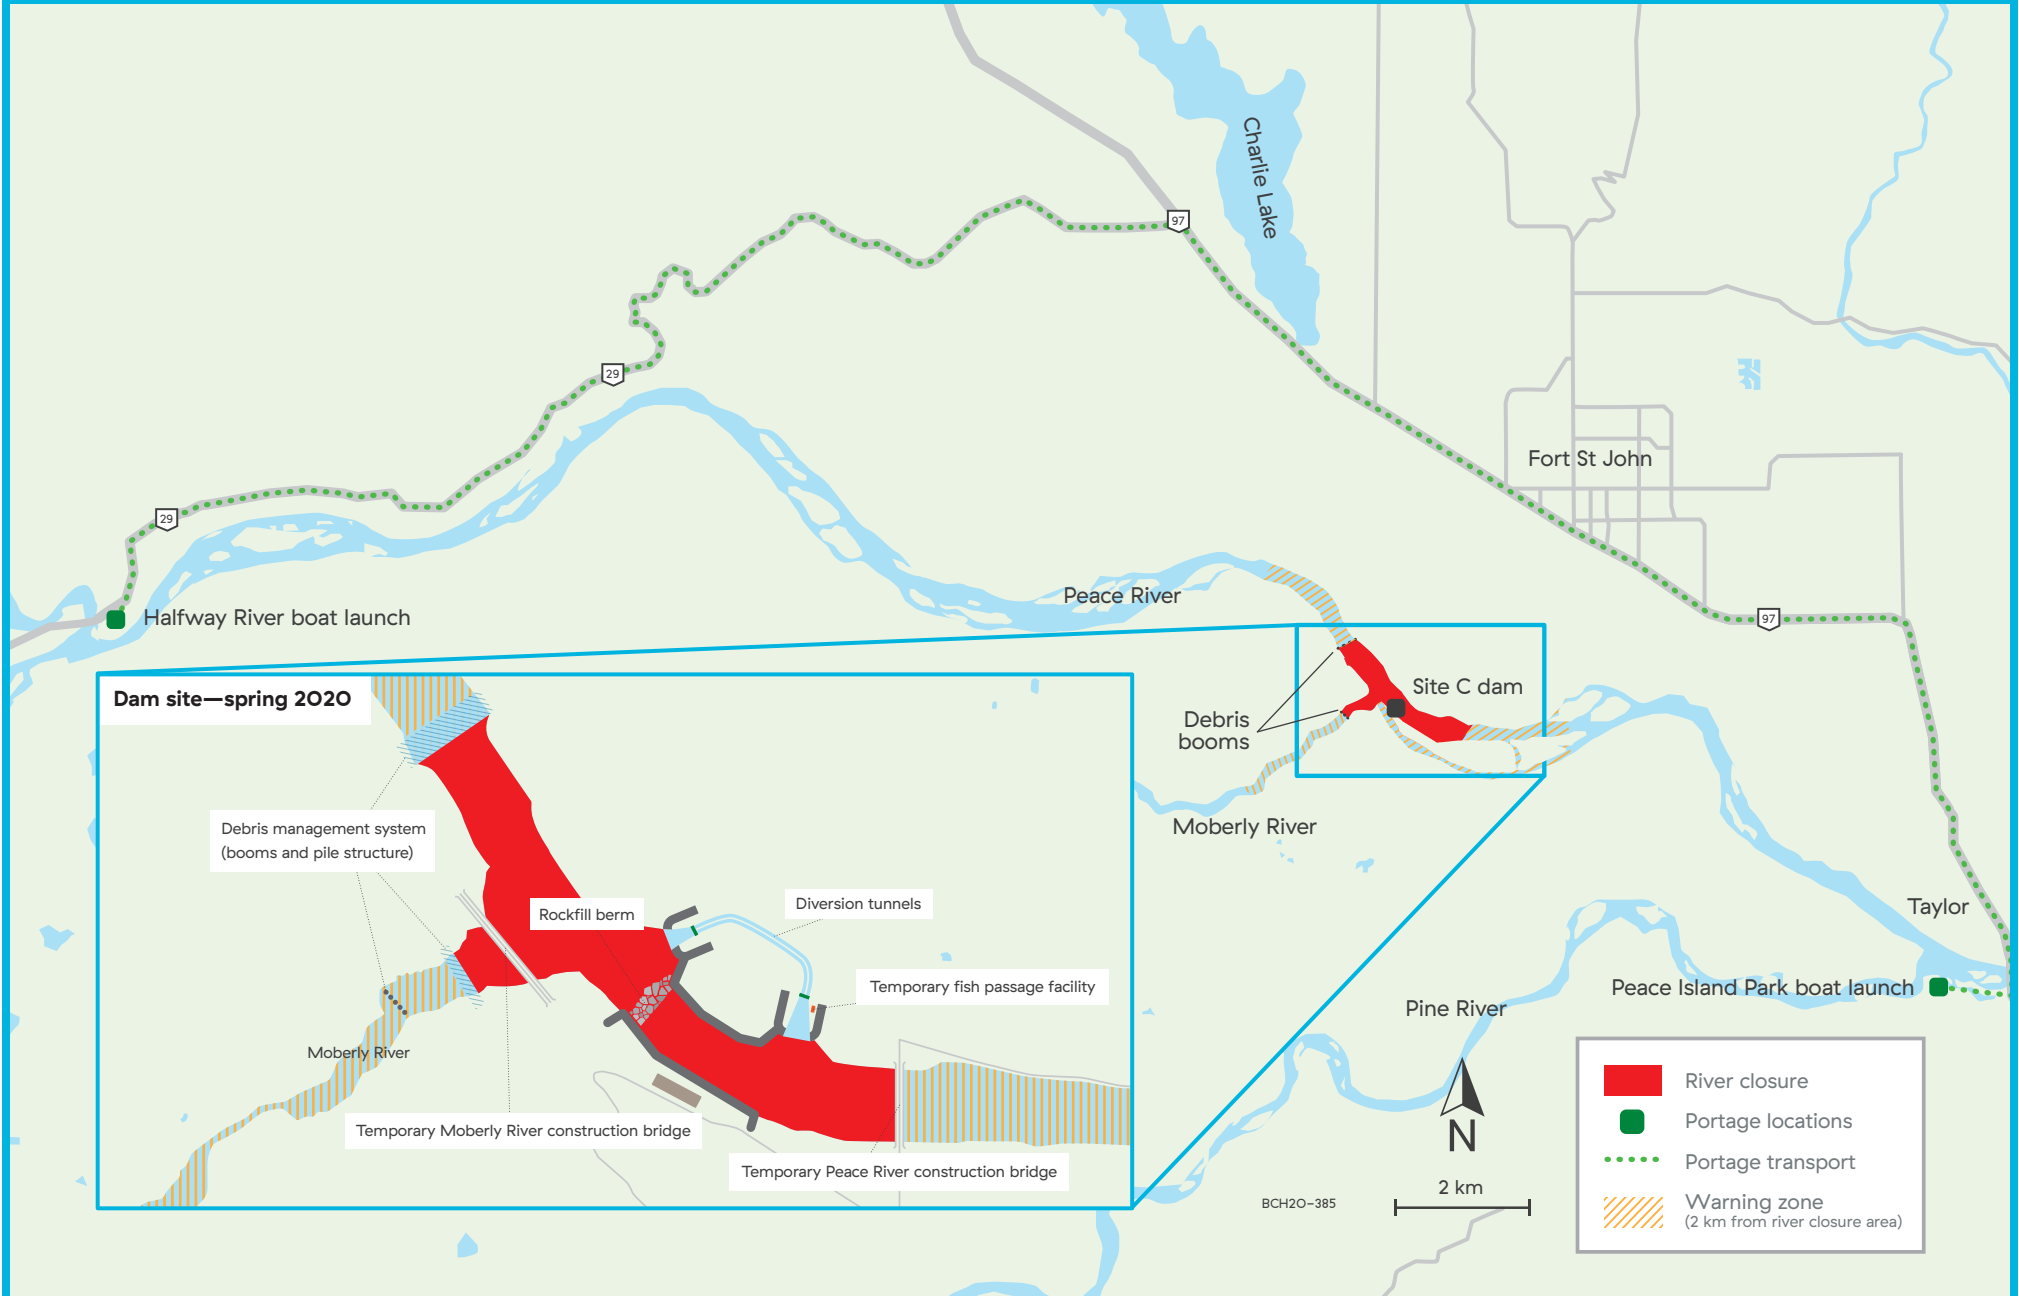 Charlie Lake
97
29
Fort St John
29
Peace River
Halfway River boat launch
97
Site C dam
Debris
booms
Moberly River
Taylor
Peace Island Park boat launch
Pine River
Dam site—spring 2020
Debris management system
(booms and pile structure)
Rockfill berm
Diversion tunnels
Temporary fish passage facility
Moberly River
Temporary Moberly River construction bridge
Temporary Peace River construction bridge
N
BCH20-385
2 km
River closure
Portage locations
Portage transport
Warning zone
(2 km from river closure area)